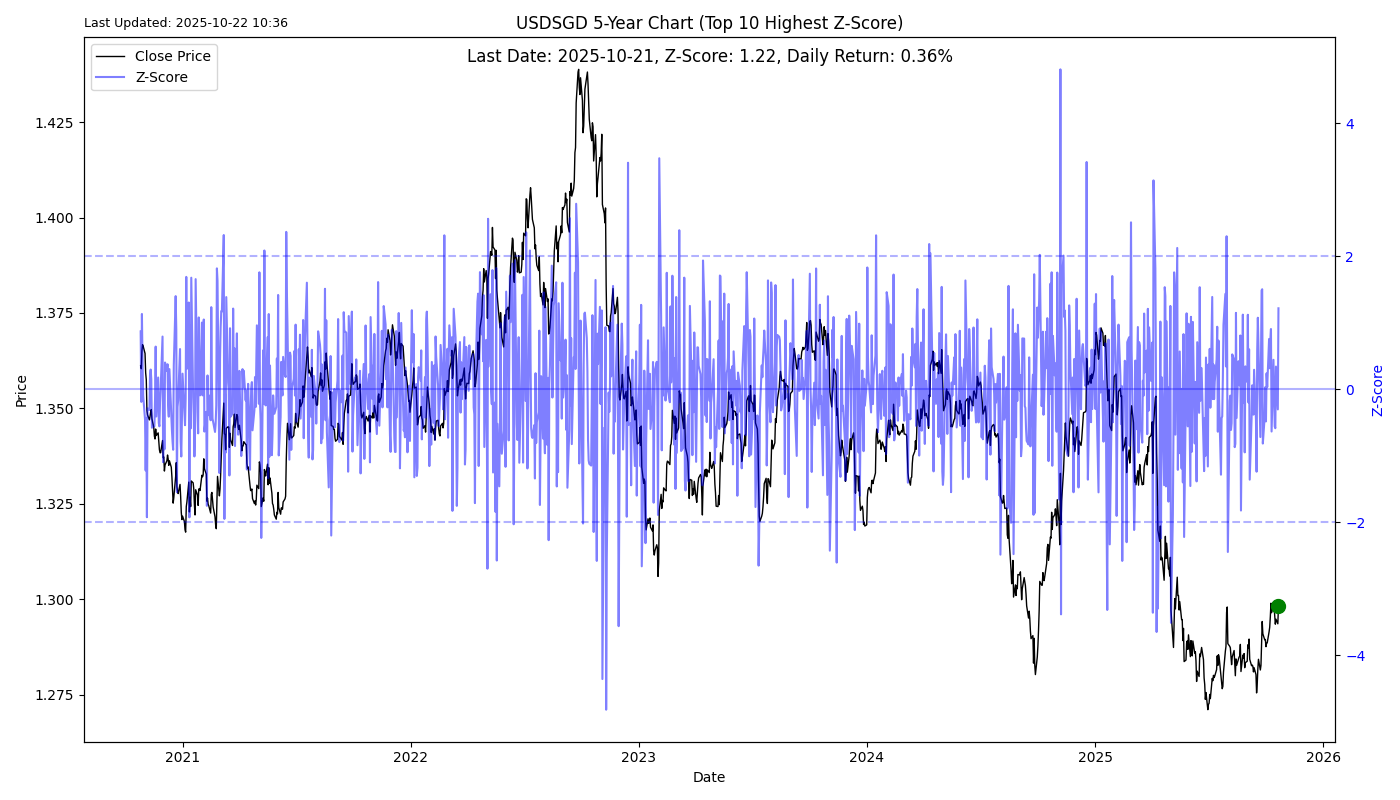 Last Updated: 2025-10-22 10:36
USDSGD 5-Year Chart (Top 10 Highest Z-Score)
Last Date: 2025-10-21, Z-Score: 1.22, Daily Return: 0.36%
Close Price
Z-Score
1.425
1.400
1.375
1.350
1.325
1.300
1.275
Price
4
2
0
−2
−4
Z-Score
2021
2022
2023
2024
2025
2026
Date